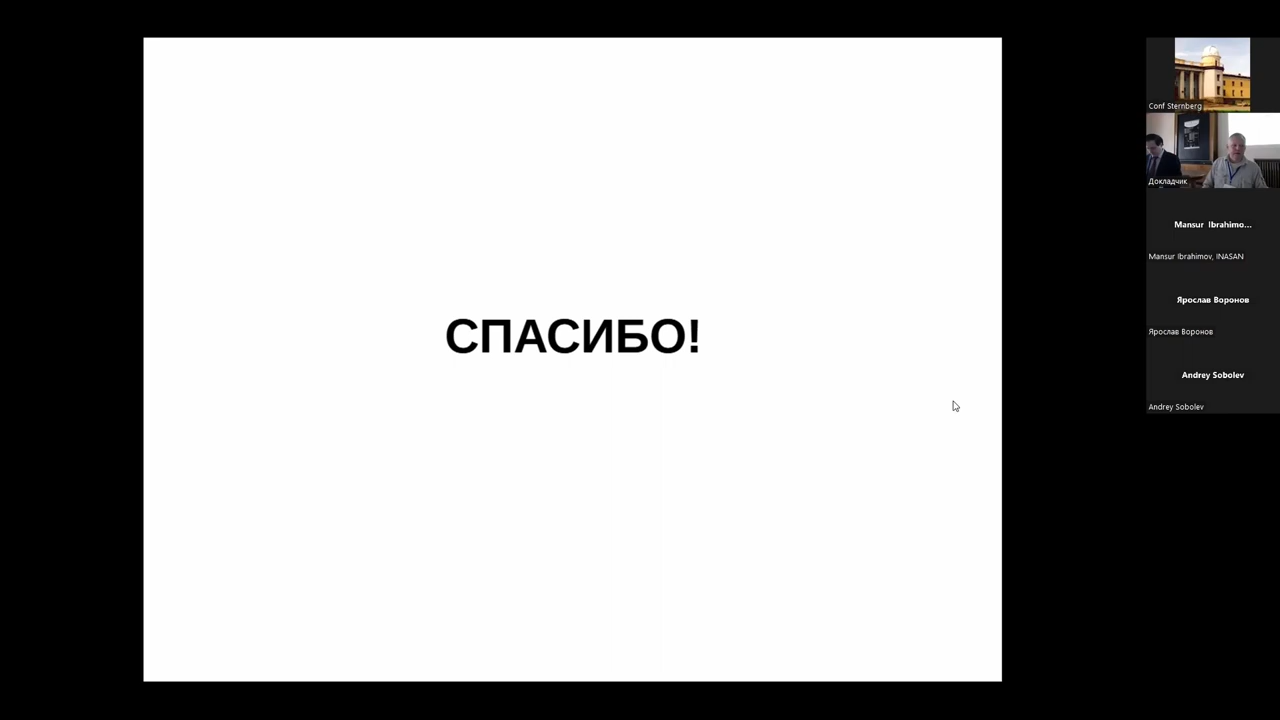 СПАСИБО!
Conf Sternberg
Докладчик
Mansur Ibrahimo...
Mansur Ibrahimov, INASAN
Ярослав Воронов
Ярослав Воронов
Andrey Sobolev
Andrey Sobolev